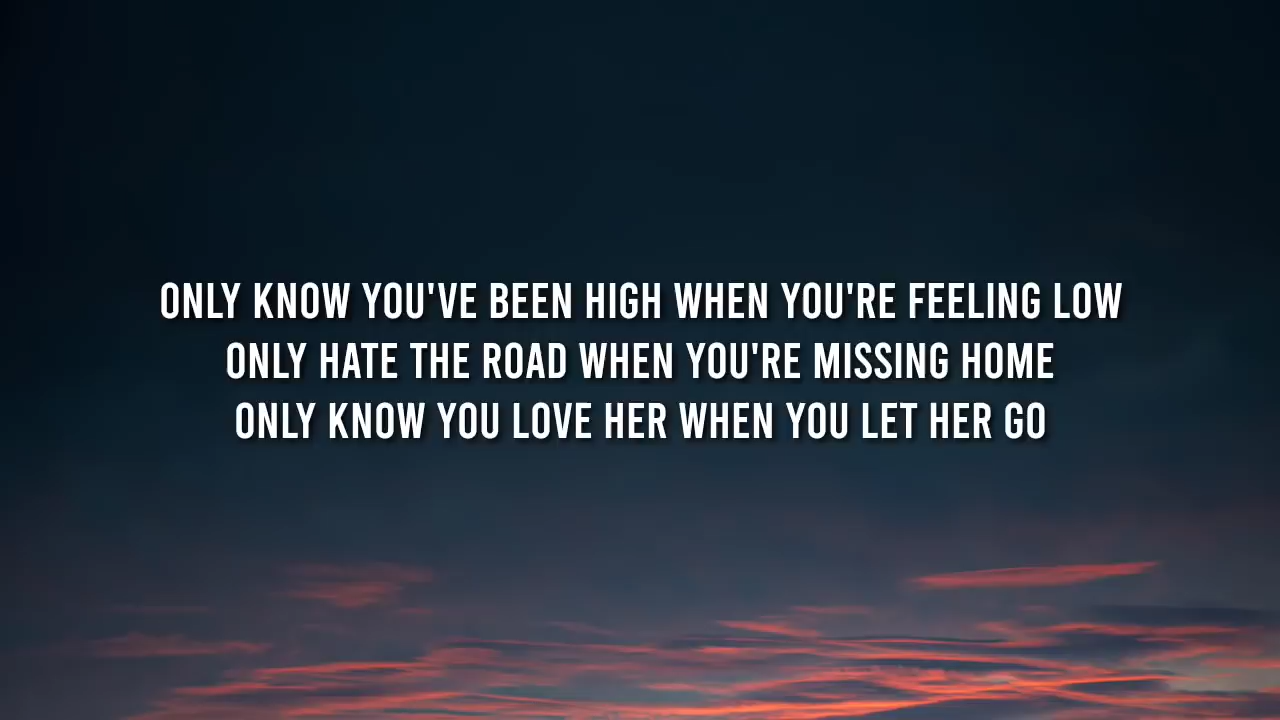 ONLY KNOW YOU'VE BEEN HIGH WHEN YOU'RE FEELING LOW
ONLY HATE THE ROAD WHEN YOU'RE MISSING HOME
ONLY KNOW YOU LOVE HER WHEN YOU LET HER GO